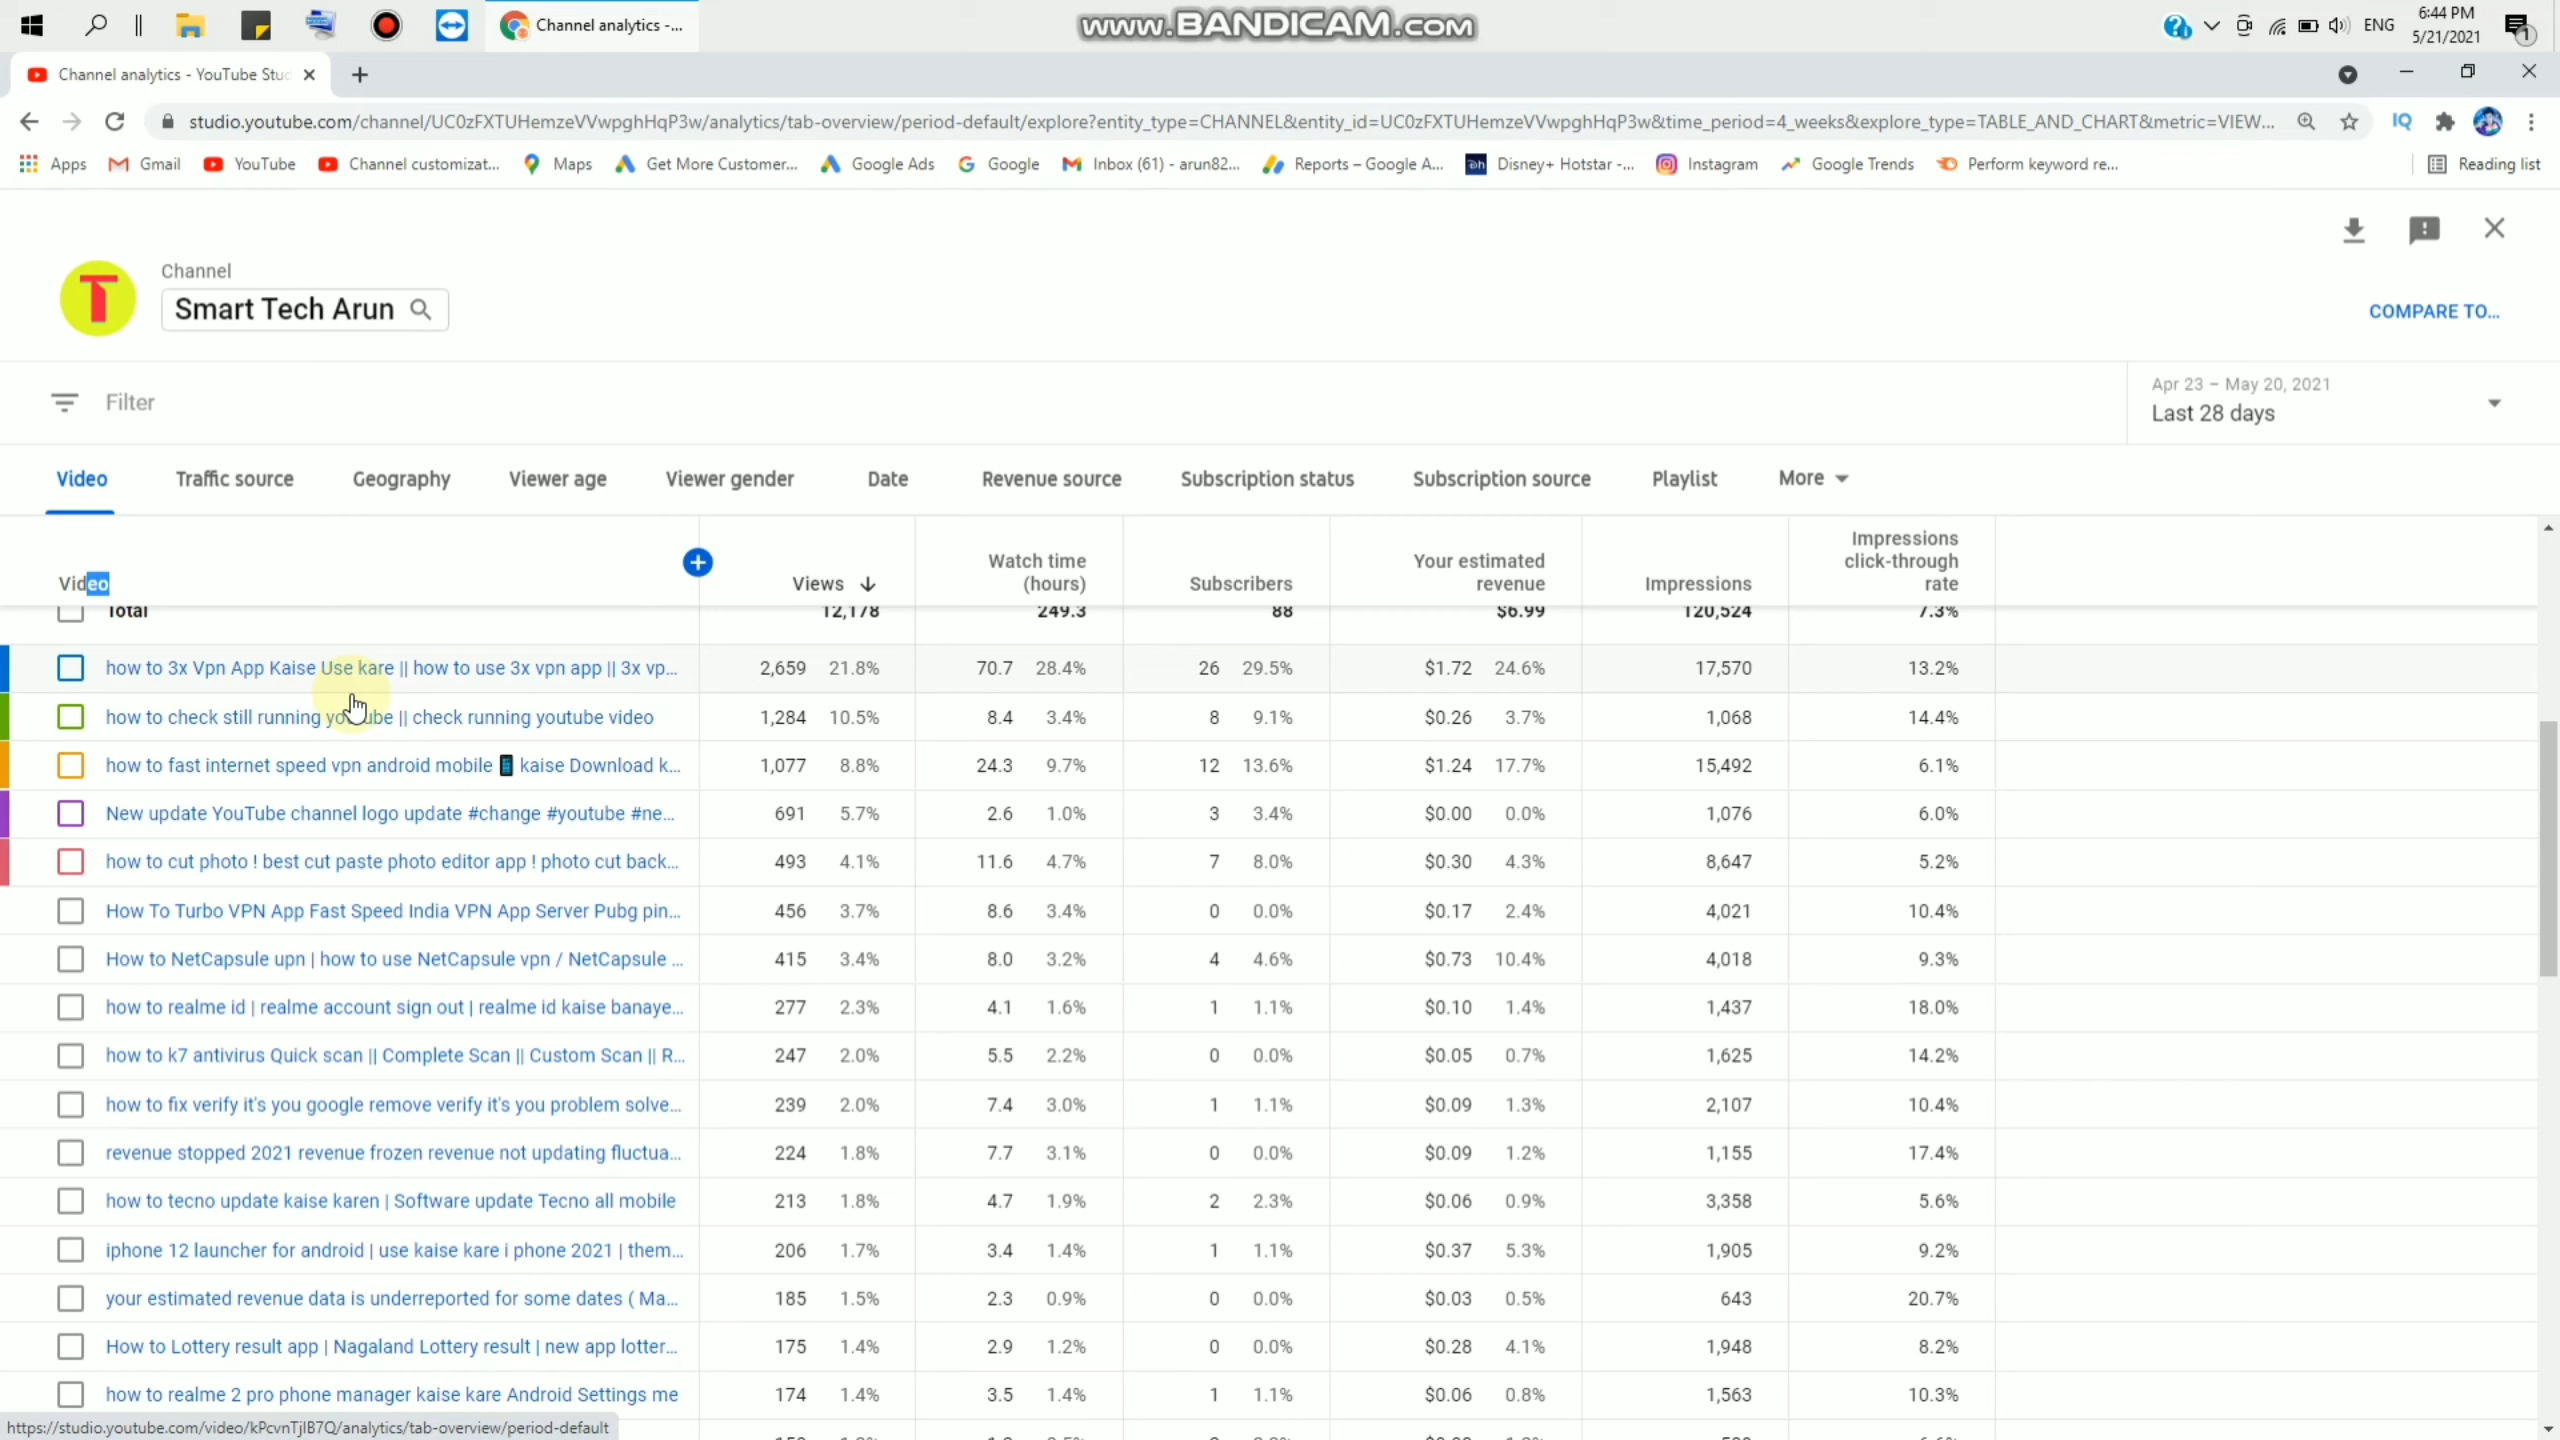 Channel analytics -...
www.BANDICAM.com
ENG
6:44 PM
5/21/2021
1
Channel analytics - YouTube Stu
studio.youtube.com/channel/UC0zFXTUHemzeVVwpghHqP3w/analytics/tab-overview/period-default/explore?entity_type=CHANNEL&entity_id=UC0zFXTUHemzeVVwpghHqP3w&time_period=4_weeks&explore_type=TABLE_AND_CHART&metric=VIEW...
IQ
Apps Gmail YouTube Channel customizat... Maps Get More Customer... Google Ads Google Inbox (61) - arun82... Reports – Google A... Disney+ Hotstar -... Instagram Google Trends Perform keyword re... Reading list
Channel
Smart Tech Arun
COMPARE TO...
Filter
Apr 23 – May 20, 2021
Last 28 days
Video Traffic source Geography Viewer age Viewer gender Date Revenue source Subscription status Subscription source Playlist More
Video Views Watch time (hours) Subscribers Your estimated revenue Impressions Impressions click-through rate
Total 12,178 249.3 88 $6.99 120,524 7.3%
how to 3x Vpn App Kaise Use kare || how to use 3x vpn app || 3x vp... 2,659 21.8% 70.7 28.4% 26 29.5% $1.72 24.6% 17,570 13.2%
how to check still running youtube || check running youtube video 1,284 10.5% 8.4 3.4% 8 9.1% $0.26 3.7% 1,068 14.4%
how to fast internet speed vpn android mobile 📱 kaise Download k... 1,077 8.8% 24.3 9.7% 12 13.6% $1.24 17.7% 15,492 6.1%
New update YouTube channel logo update #change #youtube #ne... 691 5.7% 2.6 1.0% 3 3.4% $0.00 0.0% 1,076 6.0%
how to cut photo ! best cut paste photo editor app ! photo cut back... 493 4.1% 11.6 4.7% 7 8.0% $0.30 4.3% 8,647 5.2%
How To Turbo VPN App Fast Speed India VPN App Server Pubg pin... 456 3.7% 8.6 3.4% 0 0.0% $0.17 2.4% 4,021 10.4%
How to NetCapsule upn | how to use NetCapsule vpn / NetCapsule ... 415 3.4% 8.0 3.2% 4 4.6% $0.73 10.4% 4,018 9.3%
how to realme id | realme account sign out | realme id kaise banaye... 277 2.3% 4.1 1.6% 1 1.1% $0.10 1.4% 1,437 18.0%
how to k7 antivirus Quick scan || Complete Scan || Custom Scan || R... 247 2.0% 5.5 2.2% 0 0.0% $0.05 0.7% 1,625 14.2%
how to fix verify it's you google remove verify it's you problem solve... 239 2.0% 7.4 3.0% 1 1.1% $0.09 1.3% 2,107 10.4%
revenue stopped 2021 revenue frozen revenue not updating fluctua... 224 1.8% 7.7 3.1% 0 0.0% $0.09 1.2% 1,155 17.4%
how to tecno update kaise karen | Software update Tecno all mobile 213 1.8% 4.7 1.9% 2 2.3% $0.06 0.9% 3,358 5.6%
iphone 12 launcher for android | use kaise kare i phone 2021 | them... 206 1.7% 3.4 1.4% 1 1.1% $0.37 5.3% 1,905 9.2%
your estimated revenue data is underreported for some dates ( Ma... 185 1.5% 2.3 0.9% 0 0.0% $0.03 0.5% 643 20.7%
How to Lottery result app | Nagaland Lottery result | new app lotter... 175 1.4% 2.9 1.2% 0 0.0% $0.28 4.1% 1,948 8.2%
how to realme 2 pro phone manager kaise kare Android Settings me 174 1.4% 3.5 1.4% 1 1.1% $0.06 0.8% 1,563 10.3%
https://studio.youtube.com/video/kPcvnTjIB7Q/analytics/tab-overview/period-default